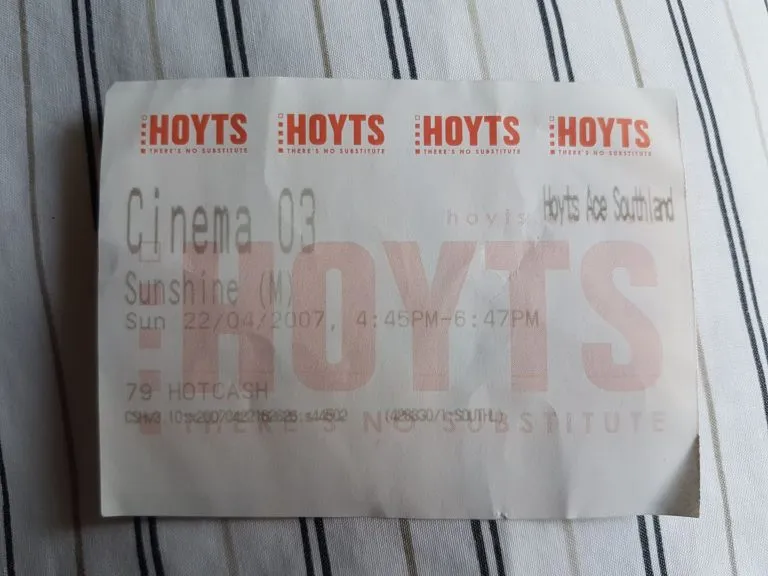 HOYTS HOYTS HOYTS HOYTS
THERE'S NO SUBSTITUTE THERE'S NO SUBSTITUTE THERE'S NO SUBSTITUTE THERE'S NO SUBSTITUTE
Cinema 03 hoyts Hoyts Ace Southland
HOYTS
Sunshine (M)
Sun 22/04/2007, 4:45PM-6:47PM
79 HOTCASH
THERE'S NO SUBSTITUTE